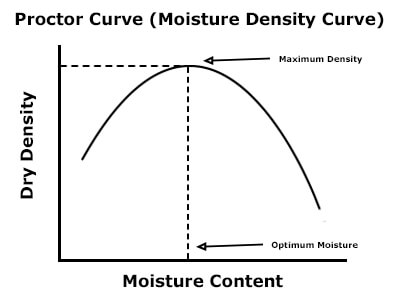 Proctor Curve (Moisture Density Curve)
Maximum Density
Dry Density
Optimum Moisture
Moisture Content